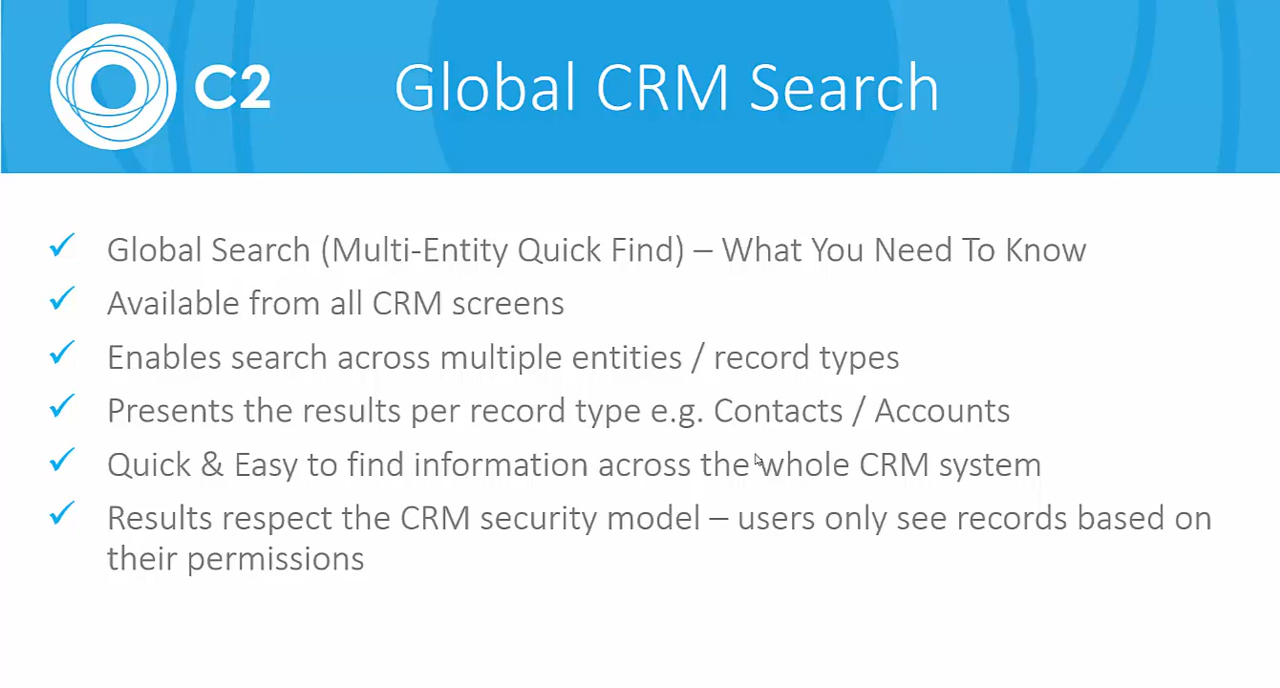 C2
Global CRM Search
Global Search (Multi-Entity Quick Find) – What You Need To Know
Available from all CRM screens
Enables search across multiple entities / record types
Presents the results per record type e.g. Contacts / Accounts
Quick & Easy to find information across the whole CRM system
Results respect the CRM security model – users only see records based on
their permissions